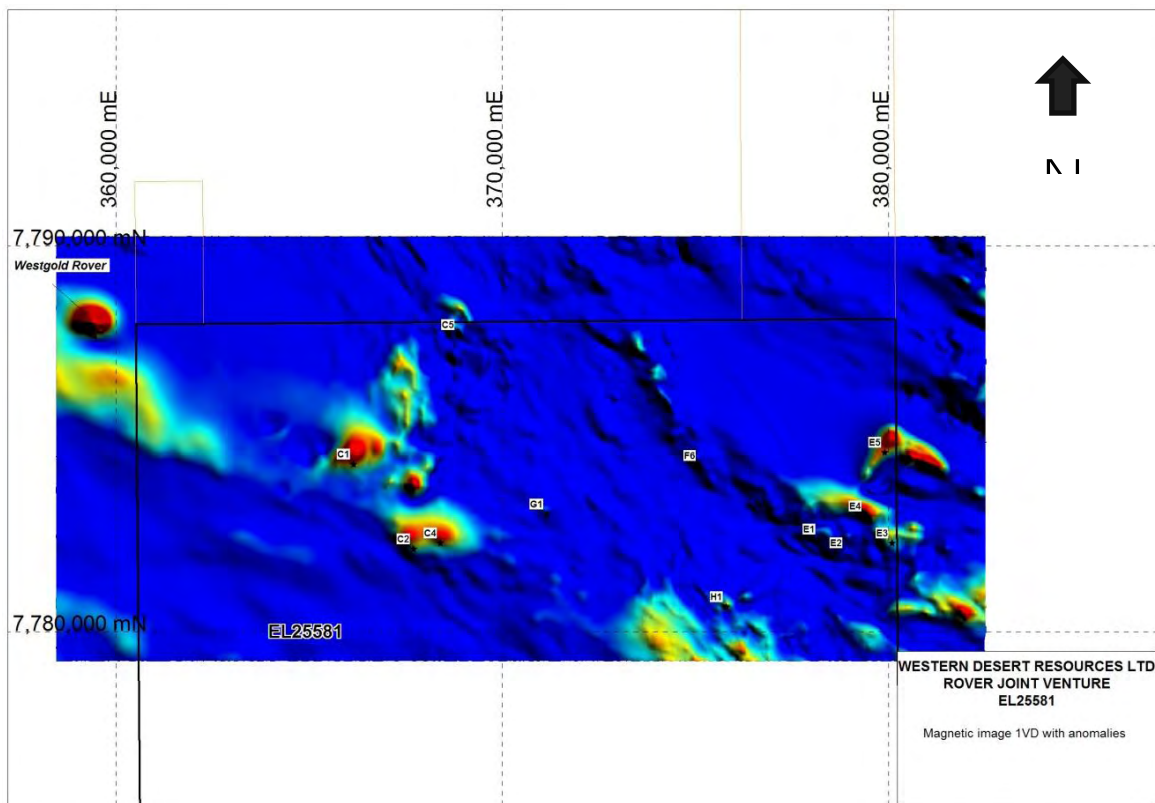 360,000 mE
370,000 mE
380,000 mE
7,790,000 mN
Westgold Rover
C5
C1
F6
E5
G1
E4
E1
E2
E3
C2
C4
H1
7,780,000 mN
EL25581
WESTERN DESERT RESOURCES LTD
ROVER JOINT VENTURE
EL25581
Magnetic image 1VD with anomalies